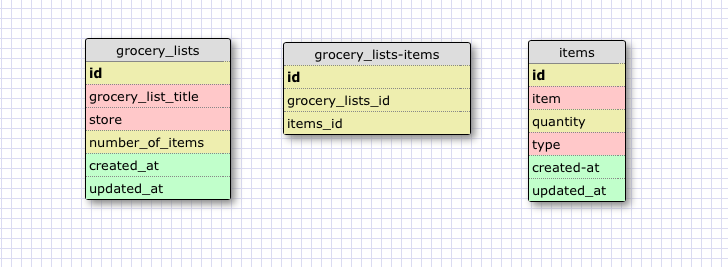 grocery_lists
id
grocery_list_title
store
number_of_items
created_at
updated_at
grocery_lists-items
id
grocery_lists_id
items_id
items
id
item
quantity
type
created-at
updated_at